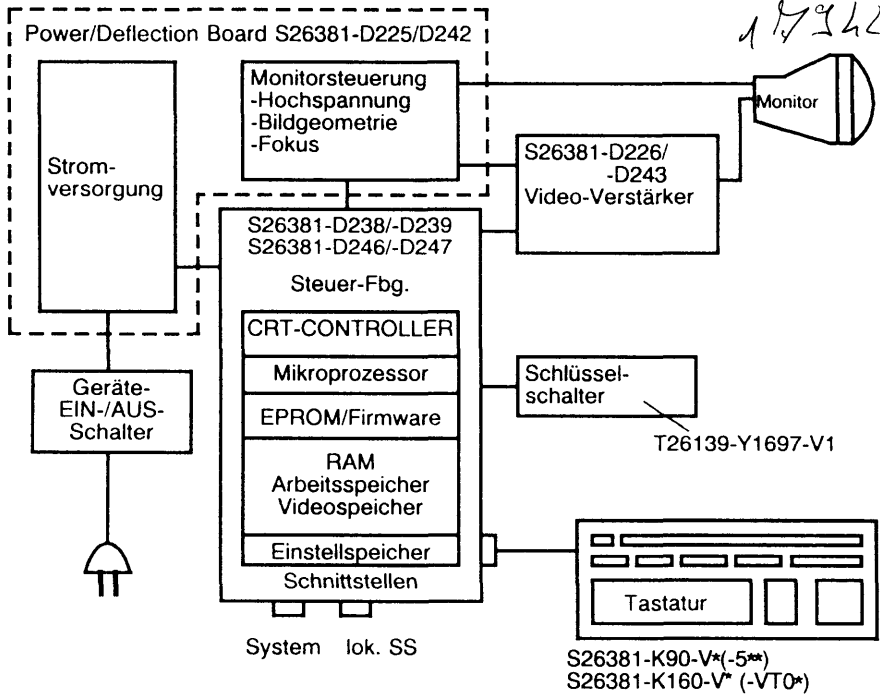 Power/Deflection Board S26381-D225/D242
Strom-
versorgung
Monitorsteuerung
-Hochspannung
-Bildgeometrie
-Fokus
Monitor
S26381-D226/
-D243
Video-Verstärker
S26381-D238/-D239
S26381-D246/-D247
Steuer-Fbg.
CRT-CONTROLLER
Mikroprozessor
EPROM/Firmware
RAM
Arbeitsspeicher
Videospeicher
Einstellspeicher
Schnittstellen
System lok. SS
Geräte-
EIN-/AUS-
Schalter
Schlüssel-
schalter
T26139-Y1697-V1
Tastatur
S26381-K90-V*(-5**)
S26381-K160-V* (-VT0*)